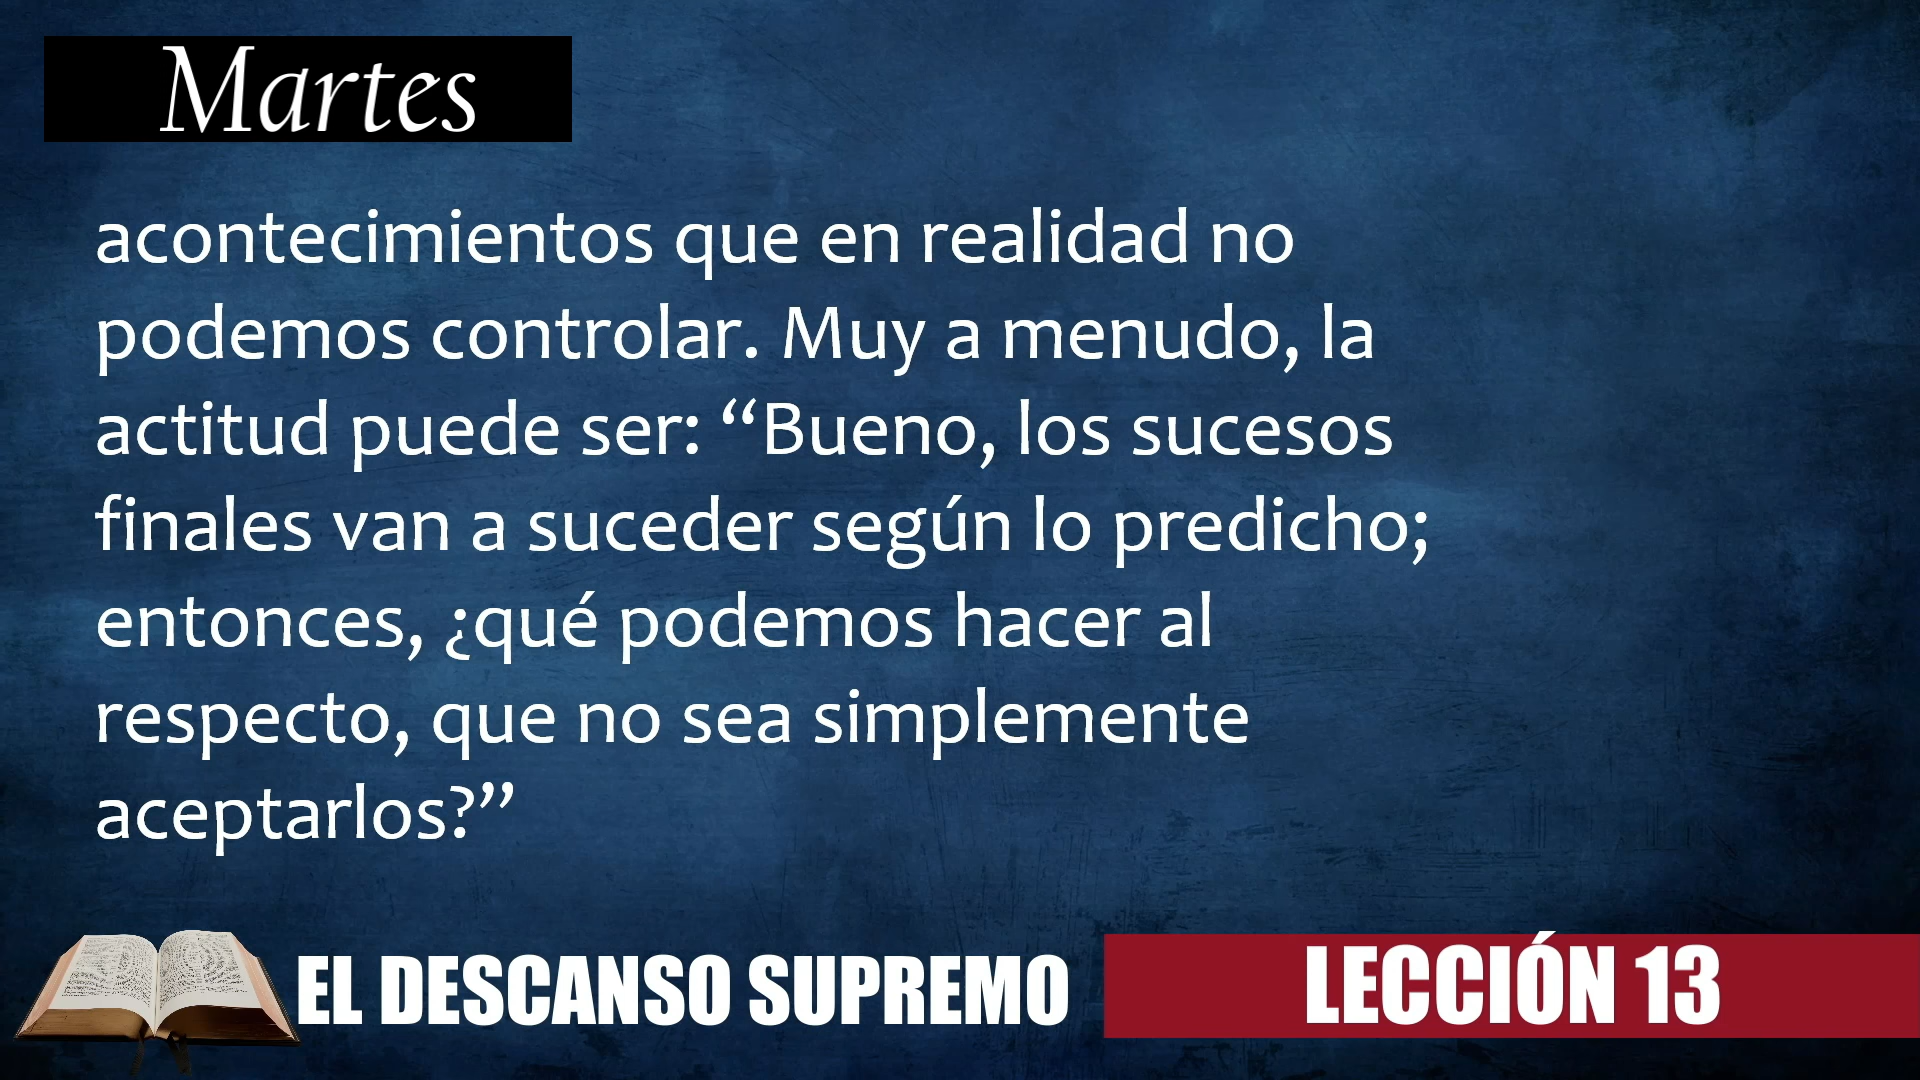 Martes
acontecimientos que en realidad no
podemos controlar. Muy a menudo, la
actitud puede ser: “Bueno, los sucesos
finales van a suceder según lo predicho;
entonces, ¿qué podemos hacer al
respecto, que no sea simplemente
aceptarlos?”
EL DESCANSO SUPREMO
LECCIÓN 13